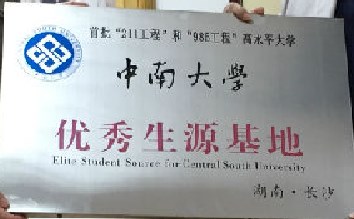 首批“211工程”和“985工程”高水平大学
中南大学
优秀生源基地
Elite Student Source for Central South University
湖南·长沙